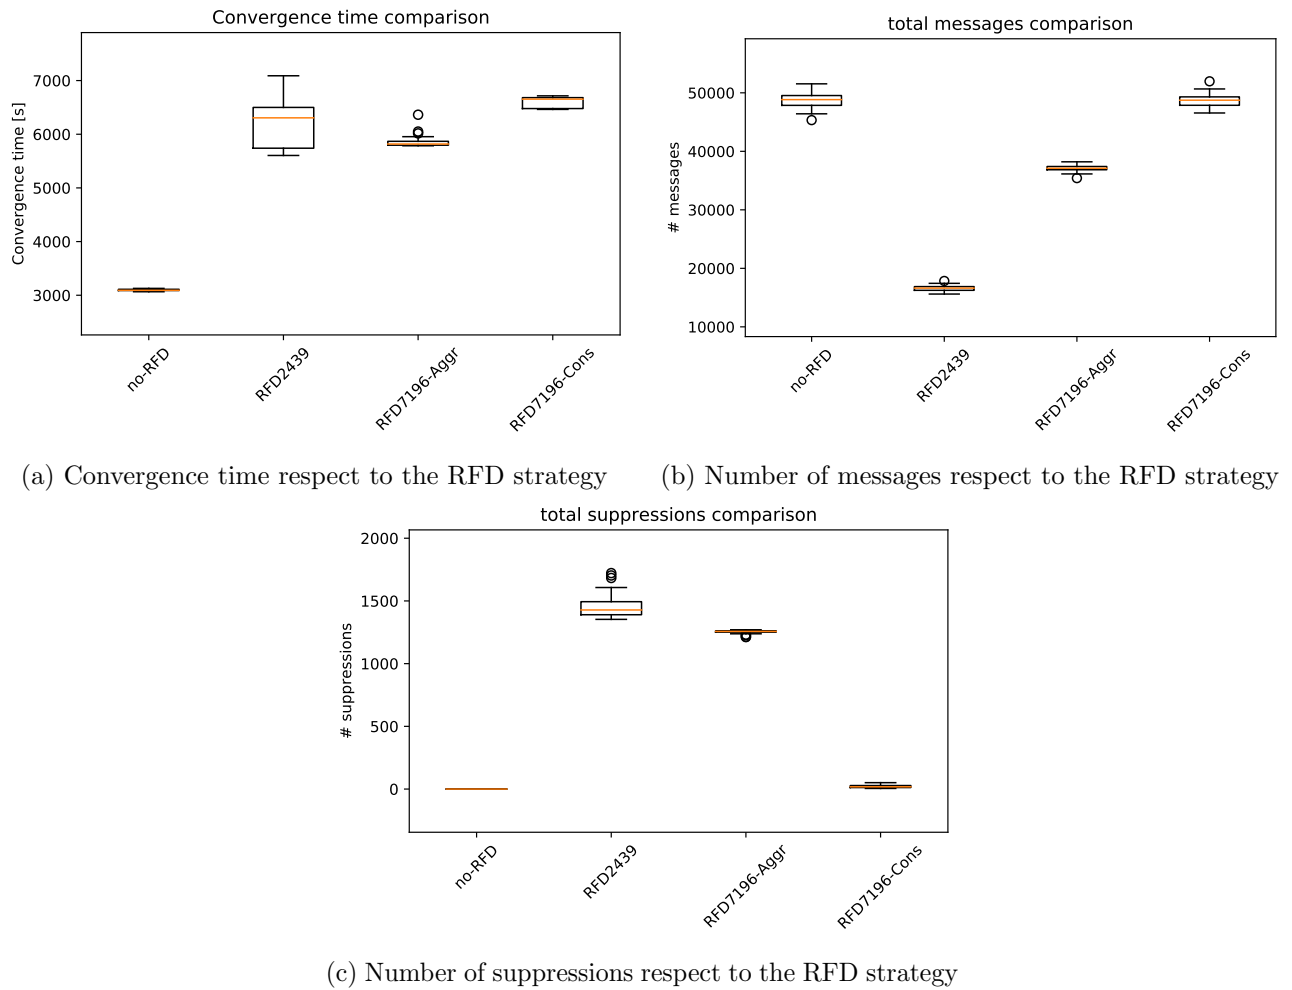 Convergence time comparison
Convergence time [s]
7000
6000
5000
4000
3000
no-RFD
RFD2439
RFD7196-Aggr
RFD7196-Cons
(a) Convergence time respect to the RFD strategy
total messages comparison
# messages
50000
40000
30000
20000
10000
no-RFD
RFD2439
RFD7196-Aggr
RFD7196-Cons
(b) Number of messages respect to the RFD strategy
total suppressions comparison
# suppressions
2000
1500
1000
500
0
no-RFD
RFD2439
RFD7196-Aggr
RFD7196-Cons
(c) Number of suppressions respect to the RFD strategy